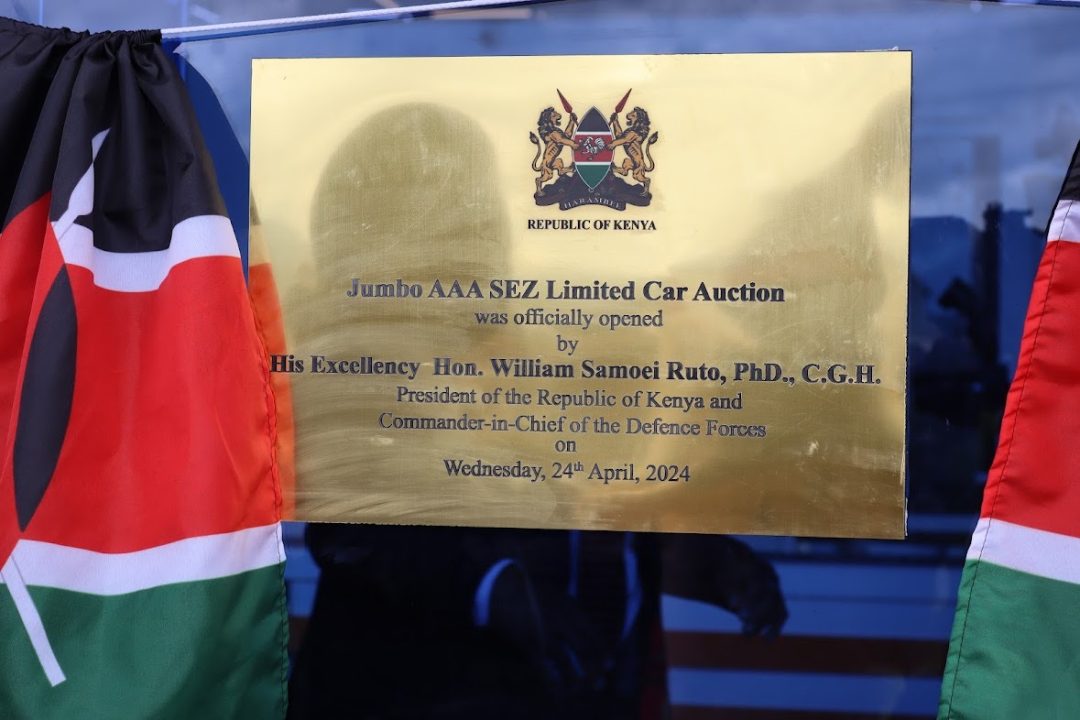 HARAMBEE
REPUBLIC OF KENYA
Jumbo AAA SEZ Limited Car Auction
was officially opened
by
His Excellency Hon. William Samoei Ruto, PhD., C.G.H.
President of the Republic of Kenya and
Commander-in-Chief of the Defence Forces
on
Wednesday, 24th April, 2024